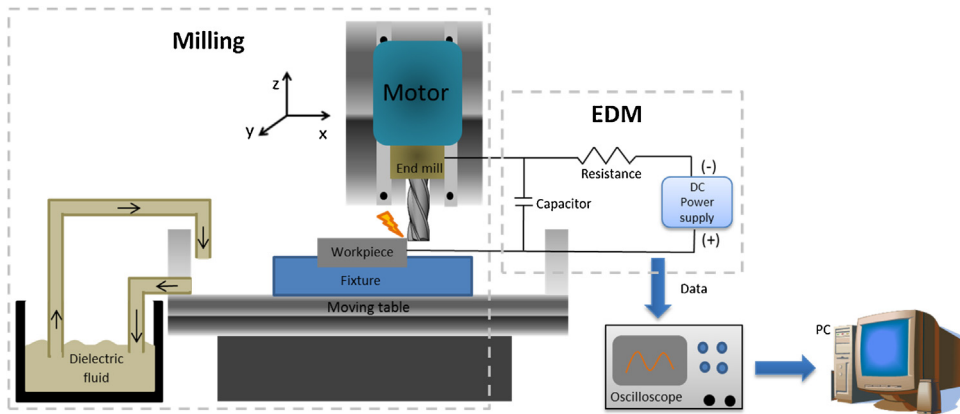 Milling
Motor
z
y
x
End mill
EDM
Resistance
(-)
DC
Power
supply
(+)
Capacitor
Workpiece
Fixture
Moving table
Dielectric
fluid
Data
Oscilloscope
PC